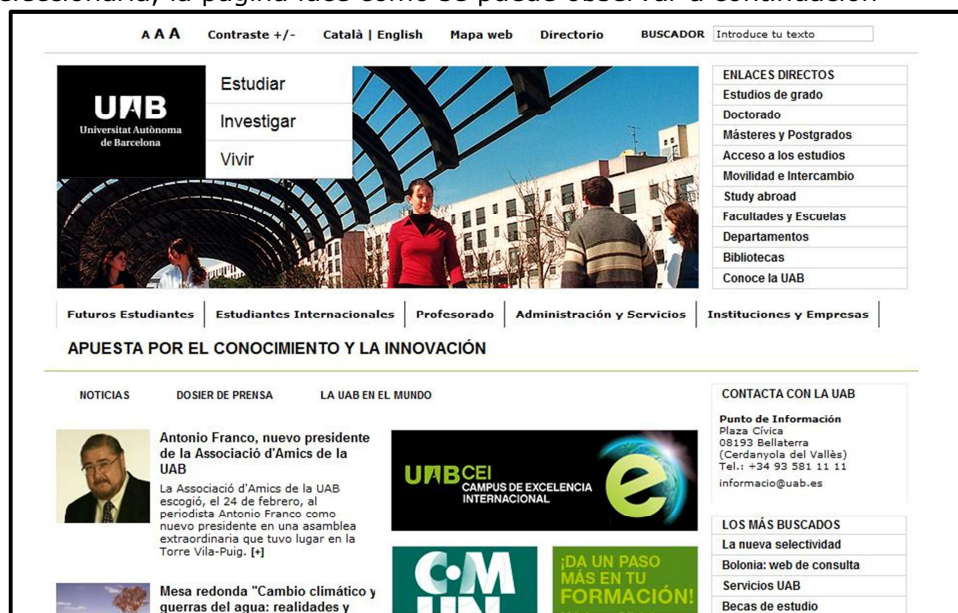 seleccionarla, la página luce como se puede observar a continuación
A A A Contraste +/- Català | English Mapa web Directorio BUSCADOR Introduce tu texto
UAB
Universitat Autònoma
de Barcelona
Estudiar
Investigar
Vivir
ENLACES DIRECTOS
Estudios de grado
Doctorado
Másteres y Postgrados
Acceso a los estudios
Movilidad e Intercambio
Study abroad
Facultades y Escuelas
Departamentos
Bibliotecas
Conoce la UAB
Futuros Estudiantes Estudiantes Internacionales Profesorado Administración y Servicios Instituciones y Empresas
APUESTA POR EL CONOCIMIENTO Y LA INNOVACIÓN
NOTICIAS DOSIER DE PRENSA LA UAB EN EL MUNDO
Antonio Franco, nuevo presidente
de la Associació d'Amics de la
UAB
La Associació d'Amics de la UAB
escogió, el 24 de febrero, al
periodista Antonio Franco como
nuevo presidente en una asamblea
extraordinaria que tuvo lugar en la
Torre Vila-Puig. [+]
Mesa redonda "Cambio climático y
guerras del agua: realidades y
UAB CEI
CAMPUS DE EXCELENCIA
INTERNACIONAL
e
C·M
UN
¡DA UN PASO
MÁS EN TU
FORMACIÓN!
CONTACTA CON LA UAB
Punto de Información
Plaza Cívica
08193 Bellaterra
(Cerdanyola del Vallès)
Tel.: +34 93 581 11 11
informacio@uab.es
LOS MÁS BUSCADOS
La nueva selectividad
Bolonia: web de consulta
Servicios UAB
Becas de estudio